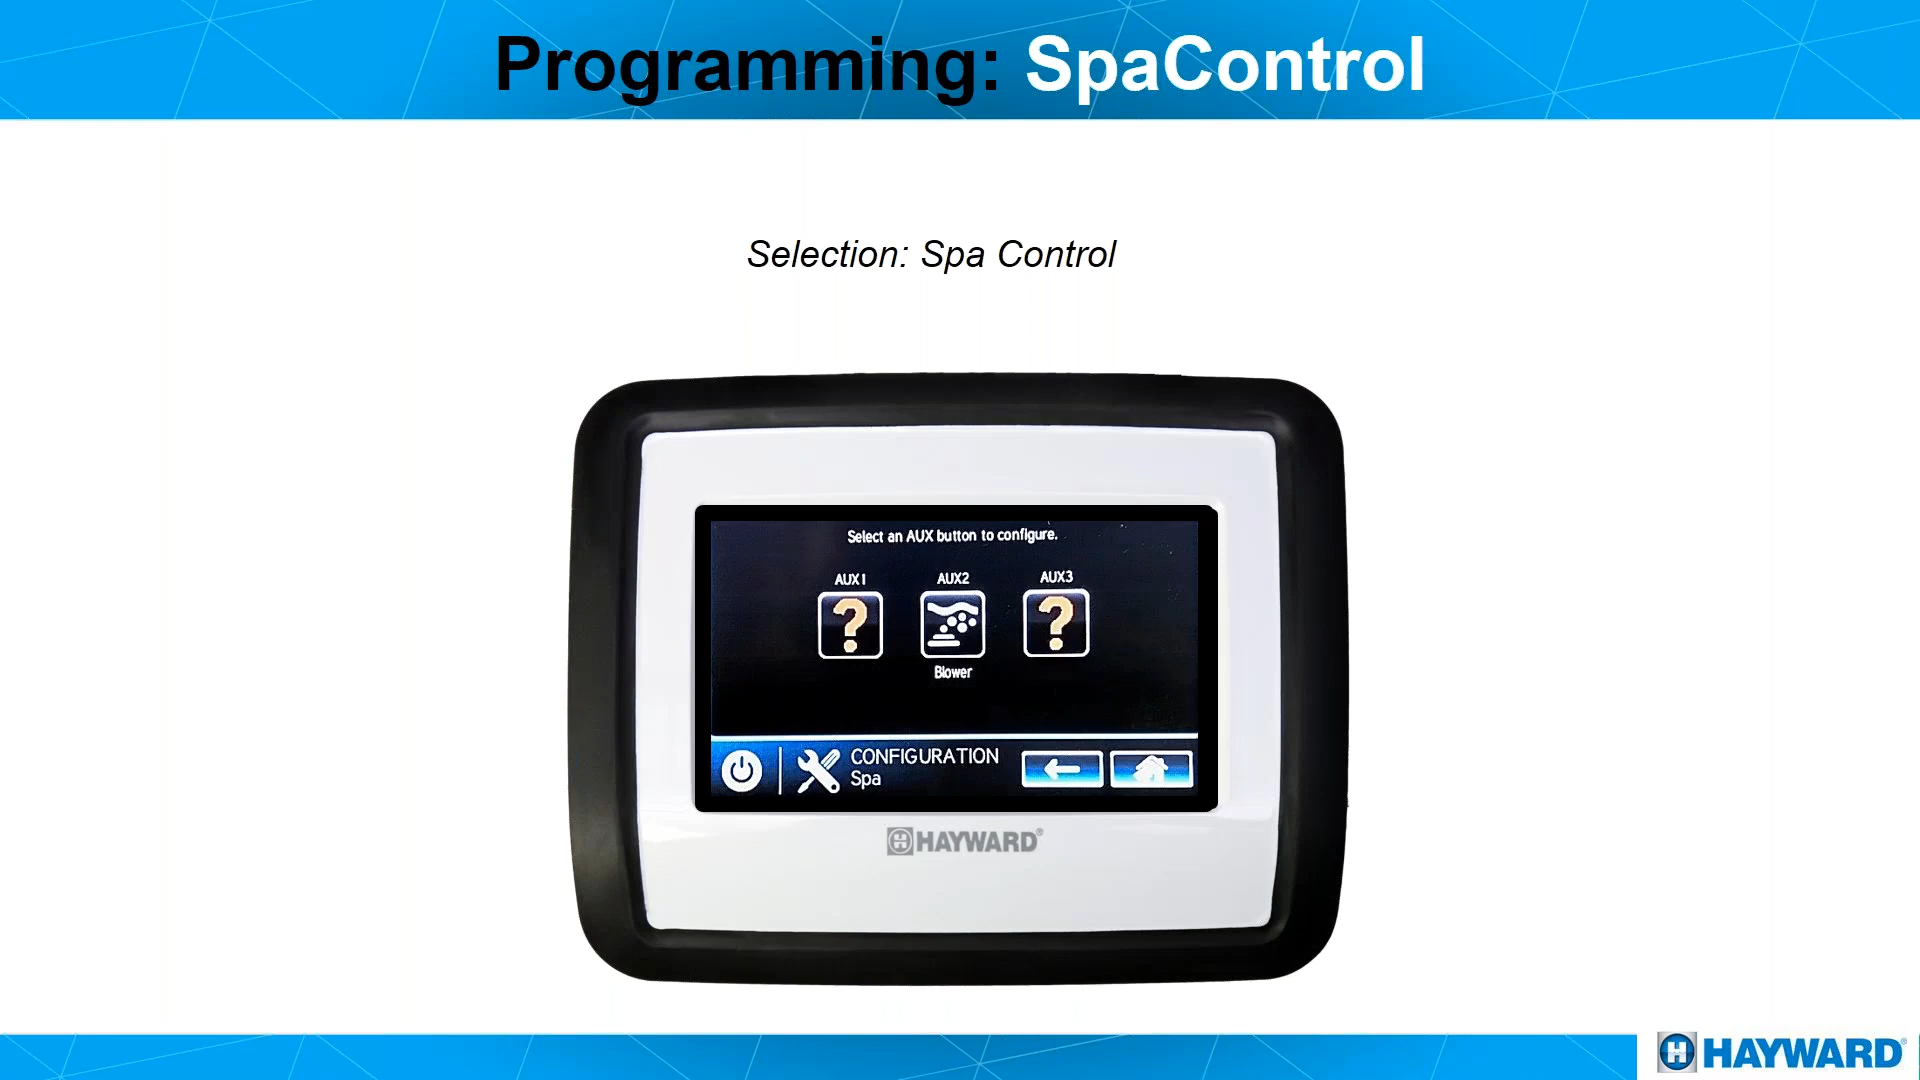 Programming: SpaControl
Selection: Spa Control
Select an AUX button to configure.
AUX1 AUX2 AUX3
? ?
Blower
CONFIGURATION
Spa
HAYWARD®
HAYWARD®